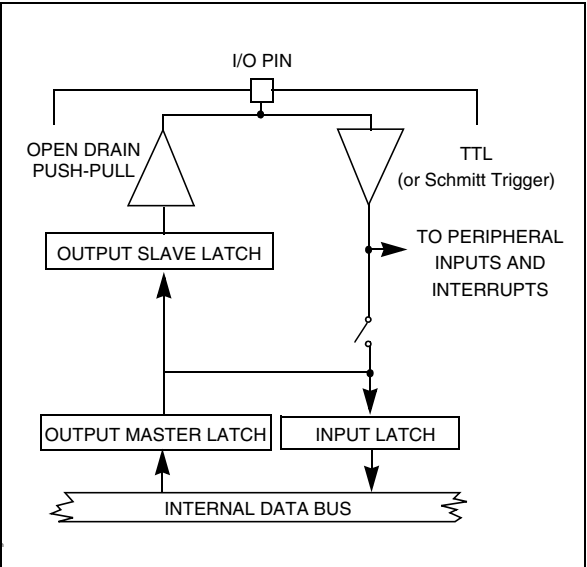 I/O PIN
OPEN DRAIN
PUSH-PULL
TTL
(or Schmitt Trigger)
OUTPUT SLAVE LATCH
TO PERIPHERAL
INPUTS AND
INTERRUPTS
OUTPUT MASTER LATCH
INPUT LATCH
INTERNAL DATA BUS